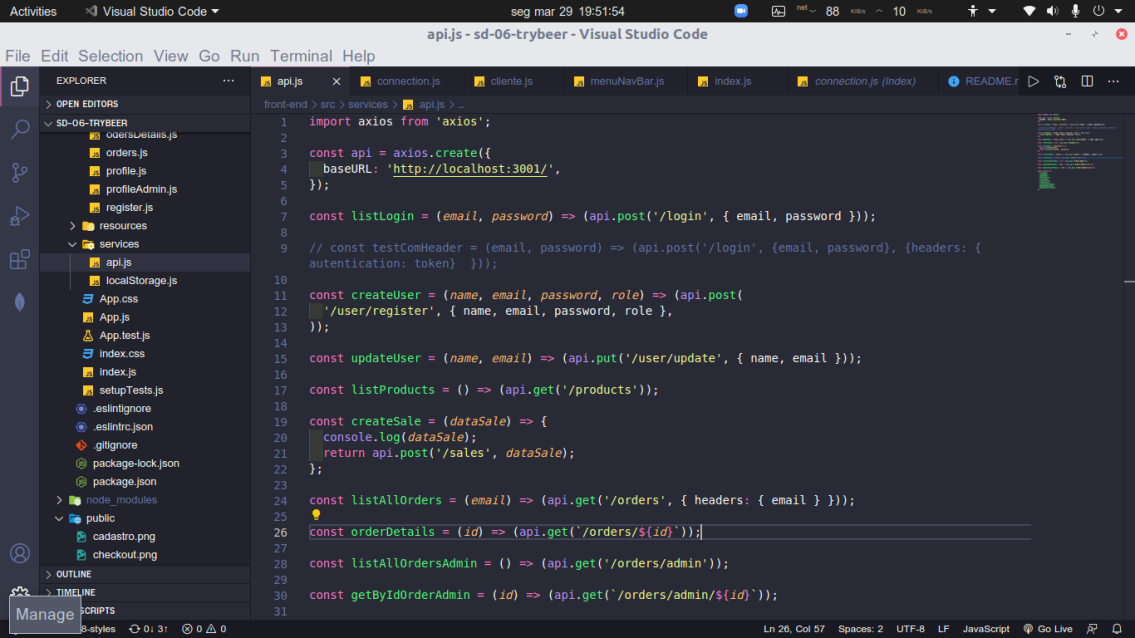 Activities
Visual Studio Code
seg mar 29 19:51:54
net
88
KiB/s
10
KiB/s
api.js - sd-06-trybeer - Visual Studio Code
File Edit Selection View Go Run Terminal Help
EXPLORER
api.js
connection.js
cliente.js
menuNavBar.js
index.js
connection.js (Index)
README.r
OPEN EDITORS
SD-06-TRYBEER
odersDetails.js
orders.js
profile.js
profileAdmin.js
register.js
resources
services
api.js
localStorage.js
App.css
App.js
App.test.js
index.css
index.js
setupTests.js
.eslintignore
.eslintrc.json
.gitignore
package-lock.json
package.json
node_modules
public
cadastro.png
checkout.png
OUTLINE
TIMELINE
SCRIPTS
Manage
front-end > src > services > api.js > ...
1 import axios from 'axios';
2
3 const api = axios.create({
4 baseURL: 'http://localhost:3001/',
5 });
6
7 const listLogin = (email, password) => (api.post('/login', { email, password }));
8
9 // const testComHeader = (email, password) => (api.post('/login', {email, password}, {headers: {
autentication: token}  }));
10
11 const createUser = (name, email, password, role) => (api.post(
12 '/user/register', { name, email, password, role },
13 ));
14
15 const updateUser = (name, email) => (api.put('/user/update', { name, email }));
16
17 const listProducts = () => (api.get('/products'));
18
19 const createSale = (dataSale) => {
20 console.log(dataSale);
21 return api.post('/sales', dataSale);
22 };
23
24 const listAllOrders = (email) => (api.get('/orders', { headers: { email } }));
25
26 const orderDetails = (id) => (api.get(`/orders/${id}`));
27
28 const listAllOrdersAdmin = () => (api.get('/orders/admin'));
29
30 const getByIdOrderAdmin = (id) => (api.get(`/orders/admin/${id}`));
31
8-styles
0↓ 3↑
0
0
Ln 26, Col 57
Spaces: 2
UTF-8
LF
JavaScript
Go Live